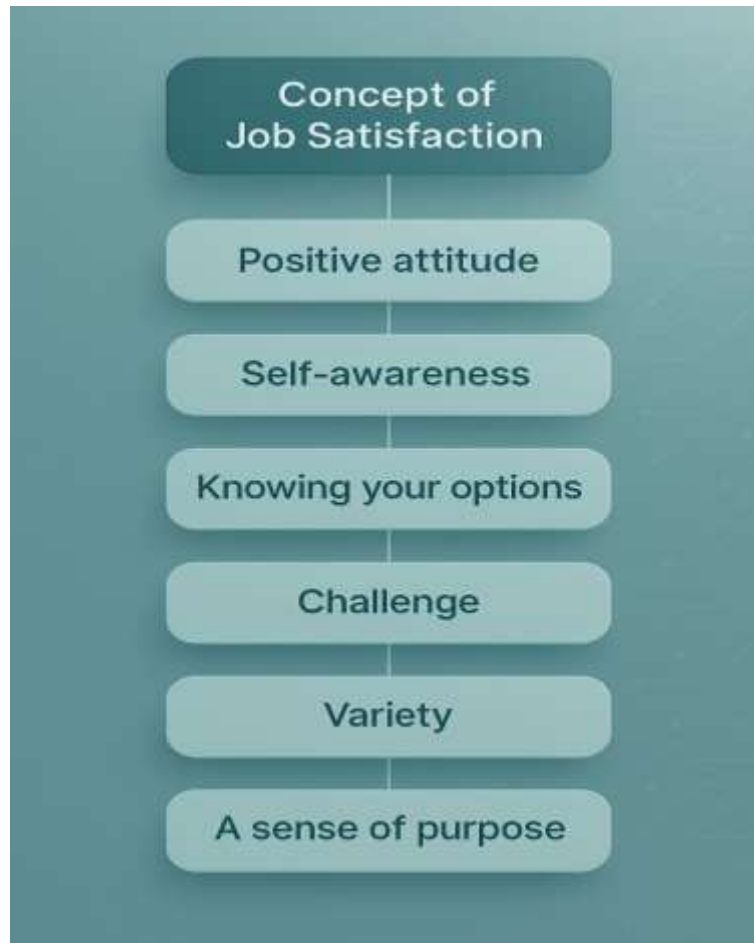 Concept of
Job Satisfaction
Positive attitude
Self-awareness
Knowing your options
Challenge
Variety
A sense of purpose